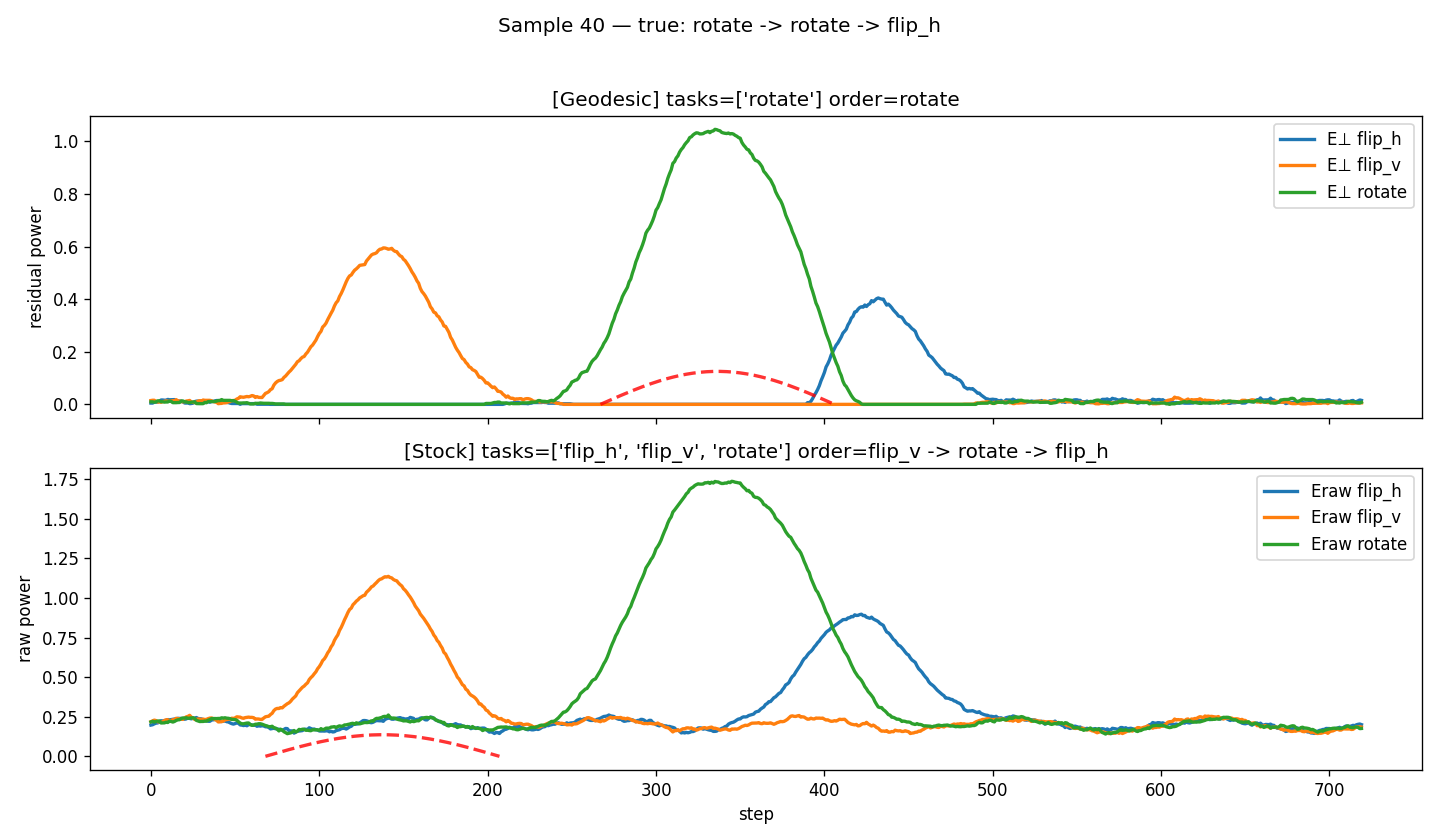 Sample 40 — true: rotate -> rotate -> flip_h
[Geodesic] tasks=['rotate'] order=rotate
residual power
1.0
0.8
0.6
0.4
0.2
0.0
E⊥ flip_h
E⊥ flip_v
E⊥ rotate
[Stock] tasks=['flip_h', 'flip_v', 'rotate'] order=flip_v -> rotate -> flip_h
raw power
1.75
1.50
1.25
1.00
0.75
0.50
0.25
0.00
Eraw flip_h
Eraw flip_v
Eraw rotate
0 100 200 300 400 500 600 700
step